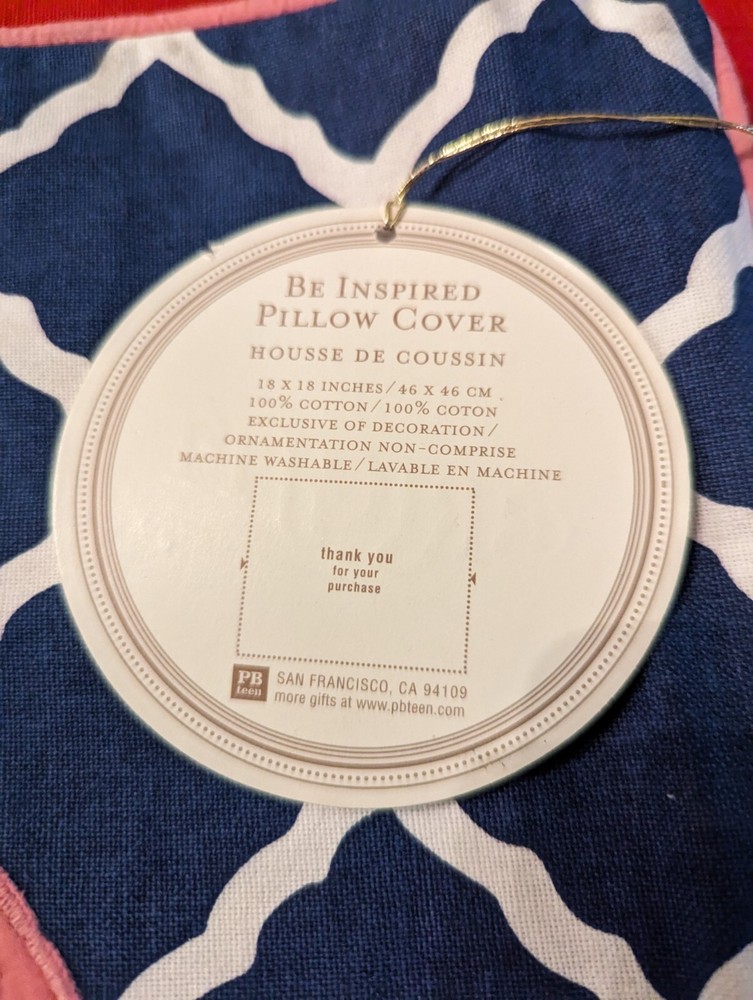 BE INSPIRED
PILLOW COVER
HOUSSE DE COUSSIN
18 X 18 INCHES/46 X 46 CM
100% COTTON/100% COTON
EXCLUSIVE OF DECORATION/
ORNAMENTATION NON-COMPRISE
MACHINE WASHABLE/LAVABLE EN MACHINE
thank you
for your
purchase
PB
teen
SAN FRANCISCO, CA 94109
more gifts at www.pbteen.com